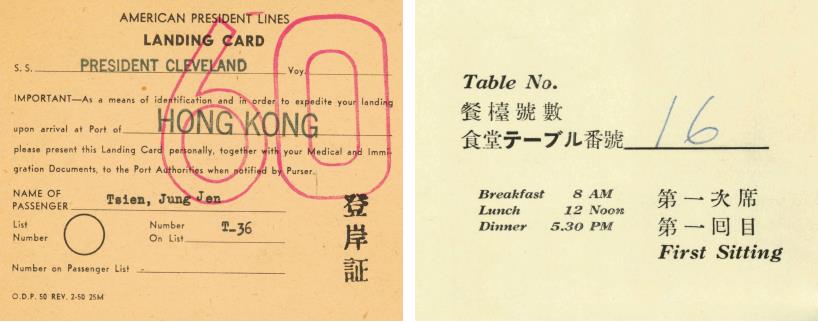 AMERICAN PRESIDENT LINES
LANDING CARD
S. S. PRESIDENT CLEVELAND Voy.
IMPORTANT—As a means of identification and in order to expedite your landing
upon arrival at Port of HONG KONG
please present this Landing Card personally, together with your Medical and Immi-
gration Documents, to the Port Authorities when notified by Purser.
60
NAME OF
PASSENGER Tsien, Jung Jen
List
Number
Number
On List T-36
Number on Passenger List
登岸証
O.D.P. 50 REV. 2-50 25M
Table No.
餐檯號數
食堂テーブル番號 16
Breakfast 8 AM
Lunch 12 Noon
Dinner 5.30 PM
第一次席
第一回目
First Sitting